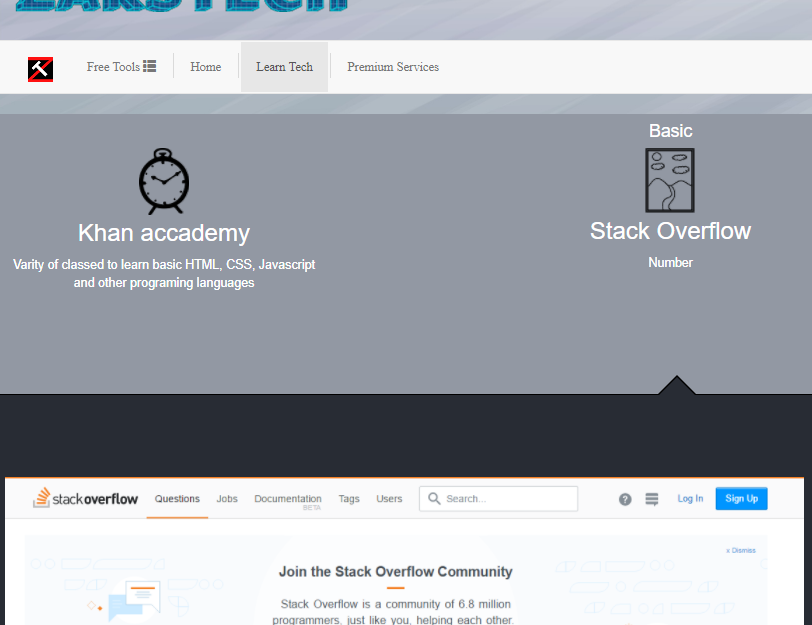 ZAKSTECH
Free Tools
Home
Learn Tech
Premium Services
Basic
Khan accademy
Stack Overflow
Varity of classed to learn basic HTML, CSS, Javascript
and other programing languages
Number
stackoverflow Questions Jobs Documentation Tags Users Search... ? Log In Sign Up
BETA
x Dismiss
Join the Stack Overflow Community
Stack Overflow is a community of 6.8 million
programmers, just like you, helping each other.